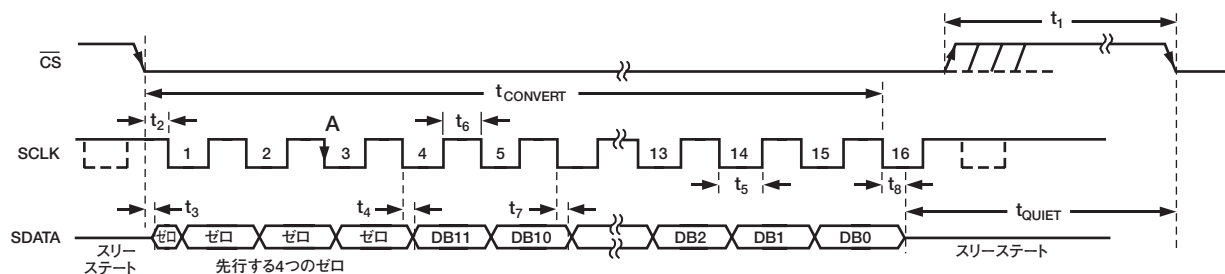 t1
CS
tCONVERT
t2
A
t6
SCLK
1
2
3
4
5
13
14
15
16
t5
t8
t3
t4
t7
tQUIET
SDATA
ゼロ
ゼロ
ゼロ
ゼロ
DB11
DB10
DB2
DB1
DB0
スリー
ステート
先行する4つのゼロ
スリーステート